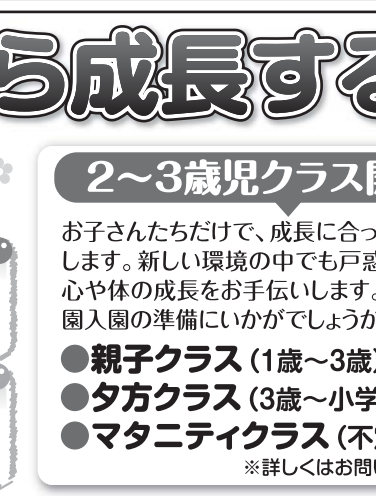 ら成長する
2〜3歳児クラス開
お子さんたちだけで、成長に合っ
します。新しい環境の中でも戸惑
心や体の成長をお手伝いします。
園入園の準備にいかがでしょうか
●親子クラス（1歳〜3歳）
●夕方クラス（3歳〜小学
●マタニティクラス（不定
※詳しくはお問い